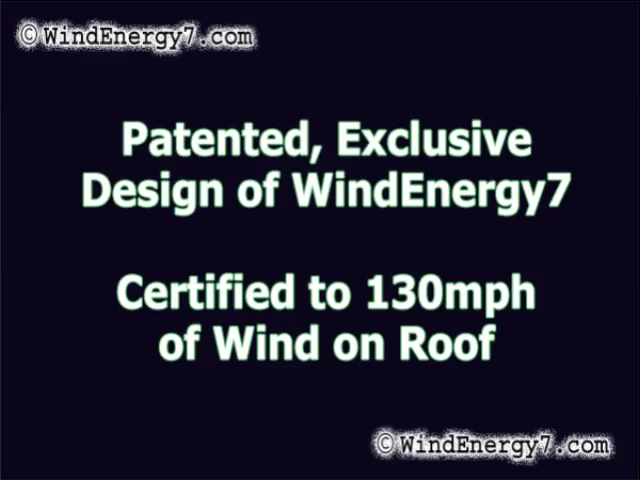 © WindEnergy7.com
Patented, Exclusive
Design of WindEnergy7
Certified to 130mph
of Wind on Roof
© WindEnergy7.com